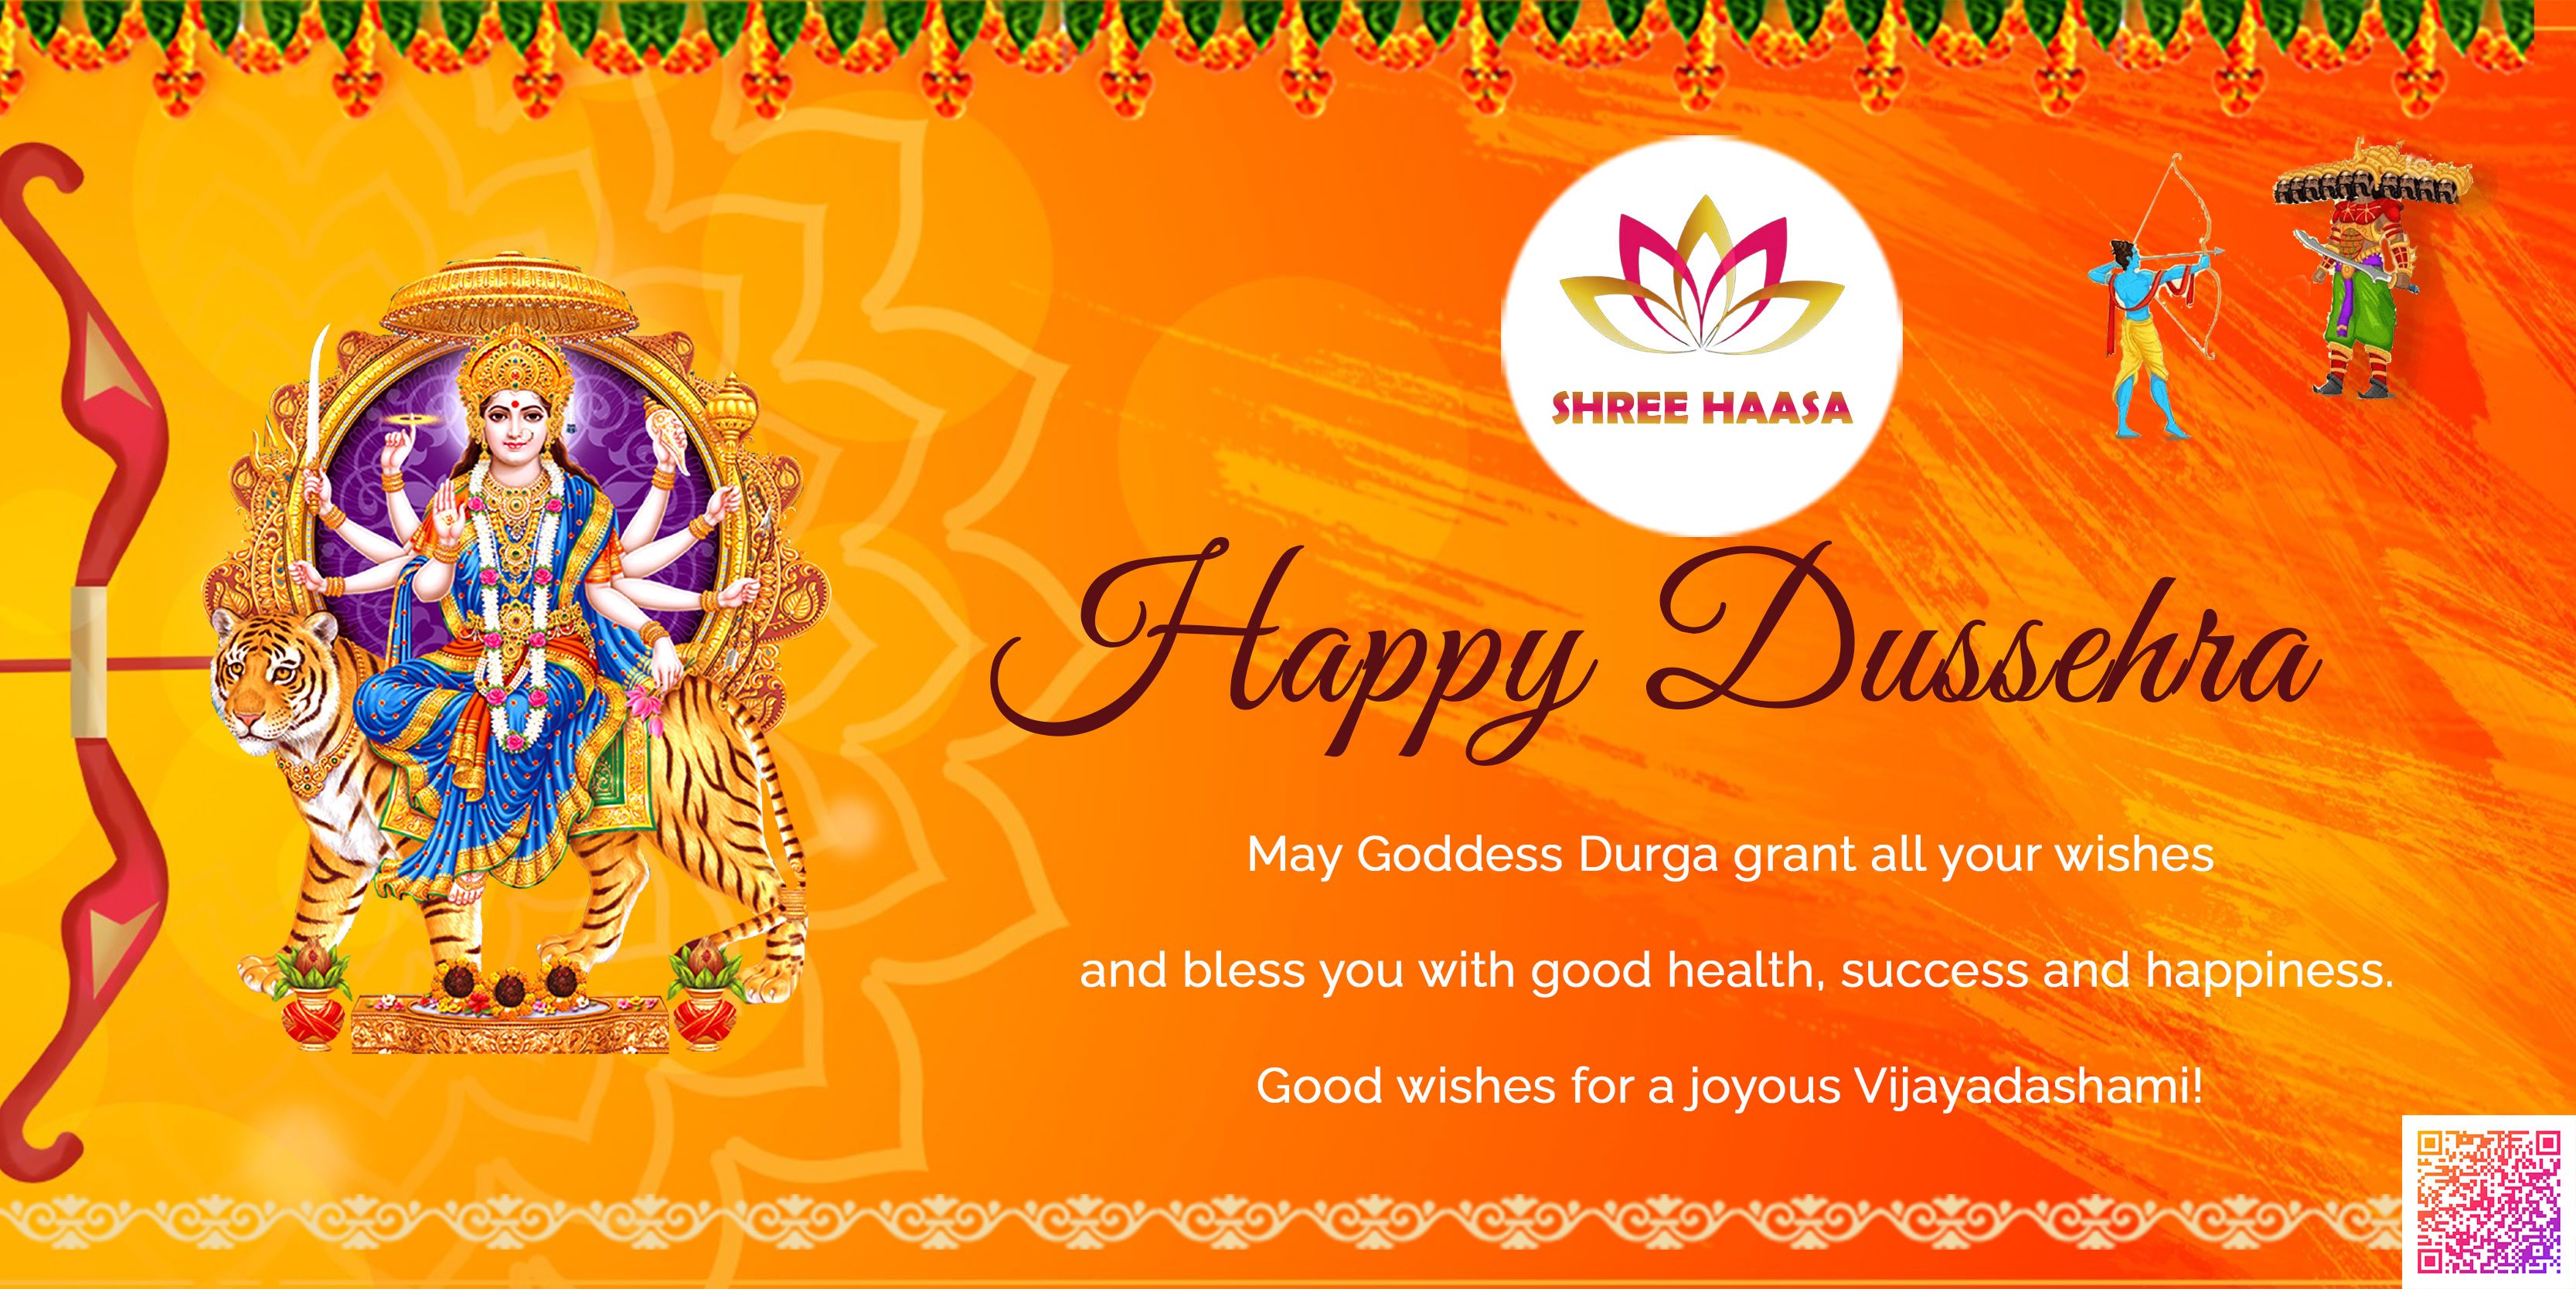 SHREE HAASA
Happy Dussehra
May Goddess Durga grant all your wishes
and bless you with good health, success and happiness.
Good wishes for a joyous Vijayadashami!